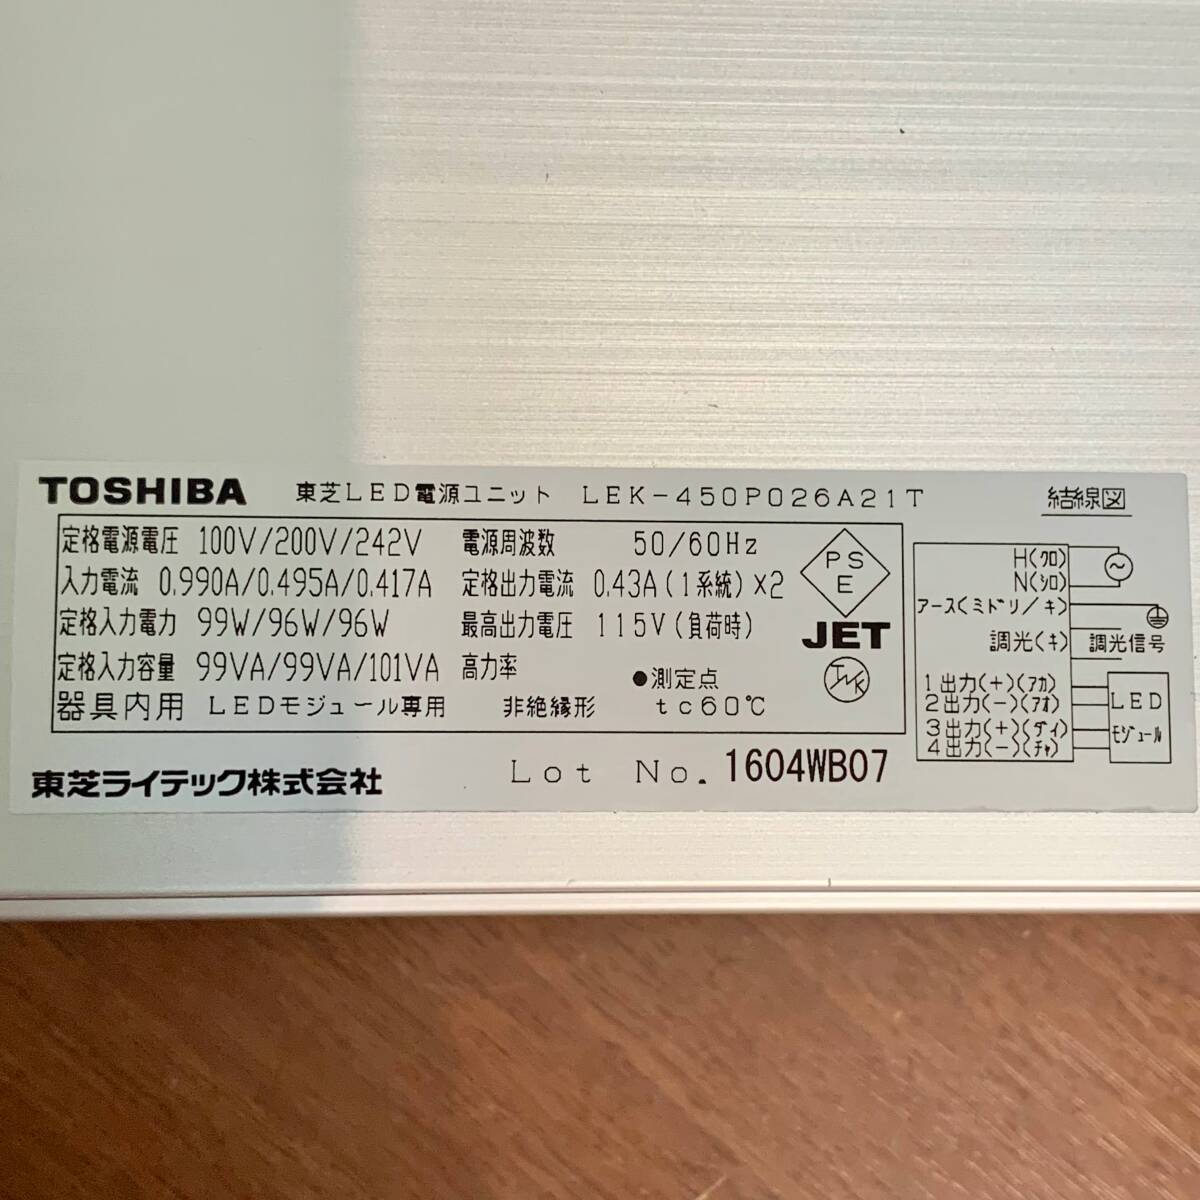 TOSHIBA 東芝LED電源ユニット LEK-450P026A21T 結線図
定格電源電圧 100V/200V/242V 電源周波数 50/60Hz
入力電流 0.990A/0.495A/0.417A 定格出力電流 0.43A(1系統)×2
定格入力電力 99W/96W/96W 最高出力電圧 115V(負荷時)
定格入力容量 99VA/99VA/101VA 高力率 ●測定点
器具内用 LEDモジュール専用 非絶縁形 tc60℃
PS
E
JET
H(クロ)
N(シロ)
アース(ミドリ/キ)
調光(キ) 調光信号
1出力(+)(アカ)
2出力(-)(アオ)
3出力(+)(ダイ)
4出力(-)(チャ)
LED
モジュール
東芝ライテック株式会社 Lot No. 1604WB07